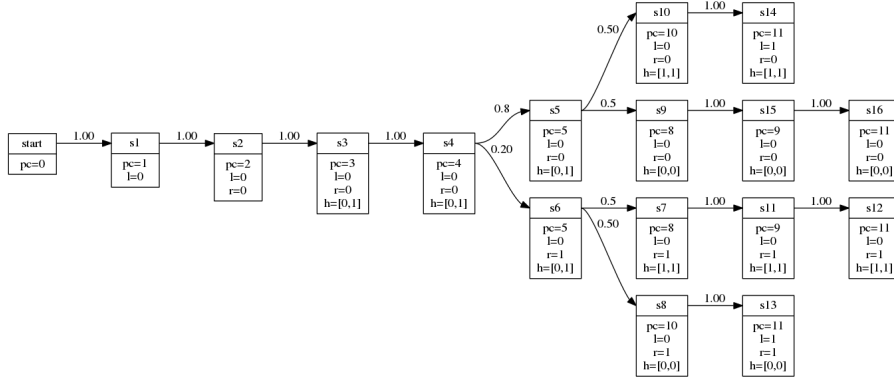 start
pc=0
1.00
s1
pc=1
l=0
1.00
s2
pc=2
l=0
r=0
1.00
s3
pc=3
l=0
r=0
h=[0,1]
1.00
s4
pc=4
l=0
r=0
h=[0,1]
0.8
0.20
s5
pc=5
l=0
r=0
h=[0,1]
s6
pc=5
l=0
r=1
h=[0,1]
0.50
0.5
0.5
0.50
s10
pc=10
l=0
r=0
h=[1,1]
1.00
s14
pc=11
l=1
r=0
h=[1,1]
s9
pc=8
l=0
r=0
h=[0,0]
1.00
s15
pc=9
l=0
r=0
h=[0,0]
1.00
s16
pc=11
l=0
r=0
h=[0,0]
s7
pc=8
l=0
r=1
h=[1,1]
1.00
s11
pc=9
l=0
r=1
h=[1,1]
1.00
s12
pc=11
l=0
r=1
h=[1,1]
s8
pc=10
l=0
r=1
h=[0,0]
1.00
s13
pc=11
l=1
r=1
h=[0,0]